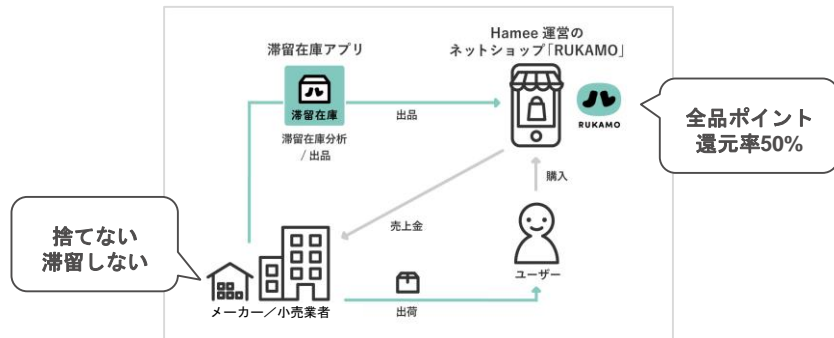 Hamee 運営の
ネットショップ「RUKAMO」
滞留在庫アプリ
滞留在庫
滞留在庫分析
/ 出品
出品
RUKAMO
全品ポイント
還元率50%
購入
売上金
捨てない
滞留しない
ユーザー
メーカー／小売業者
出荷